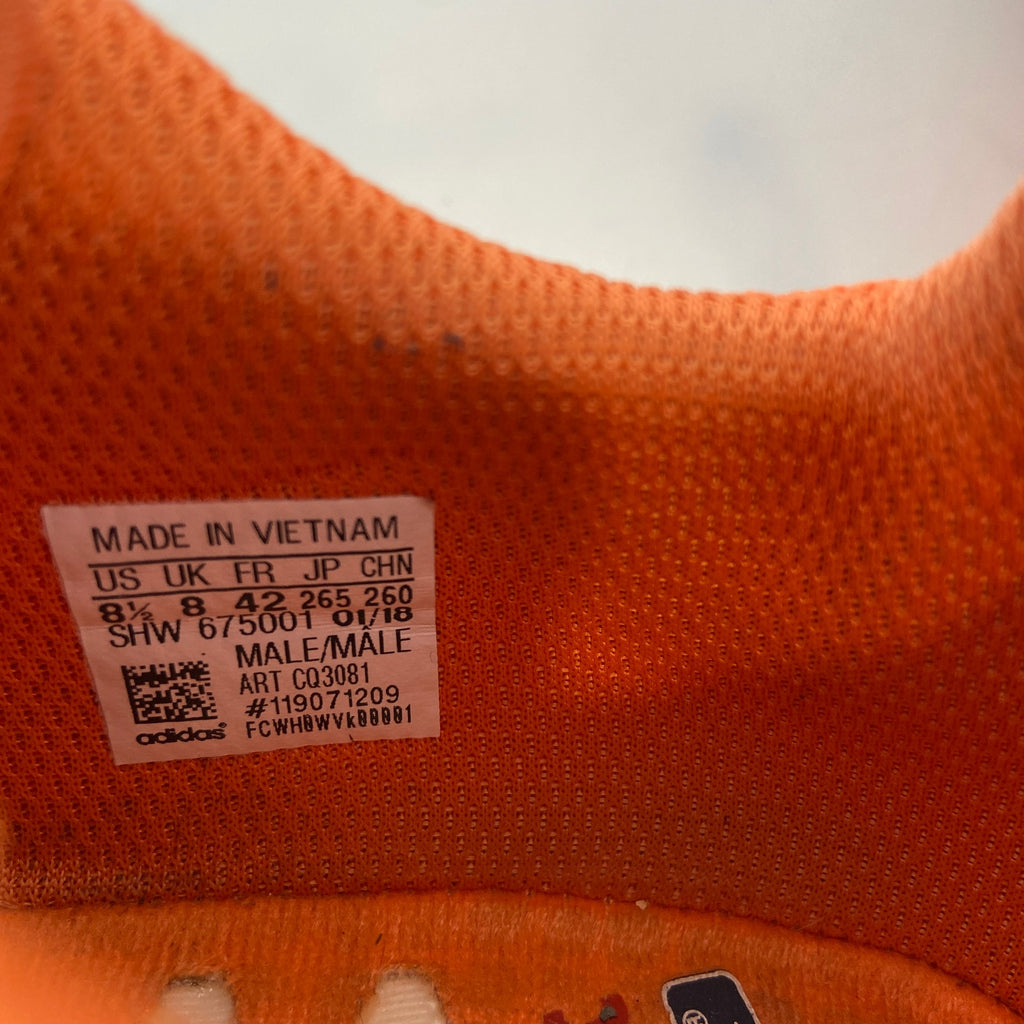 MADE IN VIETNAM
US UK FR JP CHN
8½ 8 42 265 260
SHW 675001 01/18
MALE/MÂLE
ART CQ3081
#119071209
FCWH0WVk00001
adidas®
®